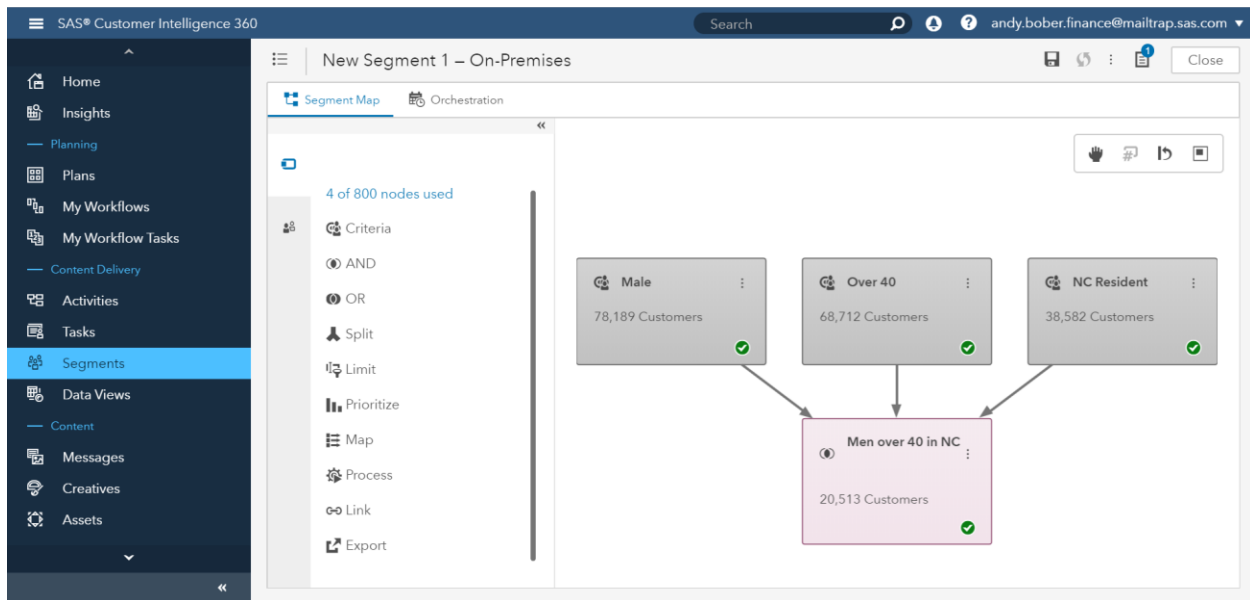 SAS® Customer Intelligence 360
Search
andy.bober.finance@mailtrap.sas.com
Home
Insights
Planning
Plans
My Workflows
My Workflow Tasks
Content Delivery
Activities
Tasks
Segments
Data Views
Content
Messages
Creatives
Assets
New Segment 1 – On-Premises
1
Close
Segment Map
Orchestration
4 of 800 nodes used
Criteria
AND
OR
Split
Limit
Prioritize
Map
Process
Link
Export
Male
78,189 Customers
Over 40
68,712 Customers
NC Resident
38,582 Customers
Men over 40 in NC
20,513 Customers